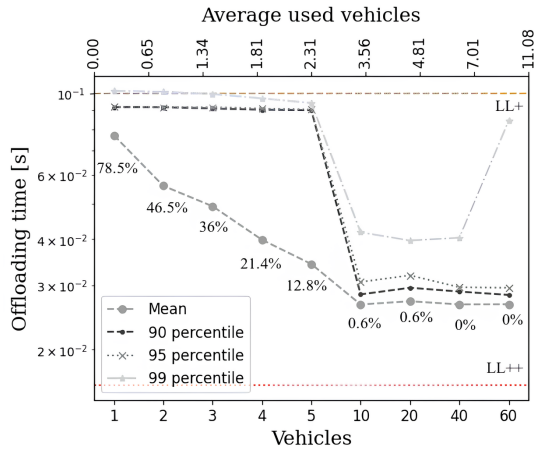 Average used vehicles
0.00 0.65 1.34 1.81 2.31 3.56 4.81 7.01 11.08
Offloading time [s]
10⁻¹
6 × 10⁻²
4 × 10⁻²
3 × 10⁻²
2 × 10⁻²
LL+
78.5%
46.5%
36%
21.4%
12.8%
0.6%
0.6%
0%
0%
LL++
Mean
90 percentile
95 percentile
99 percentile
1 2 3 4 5 10 20 40 60
Vehicles